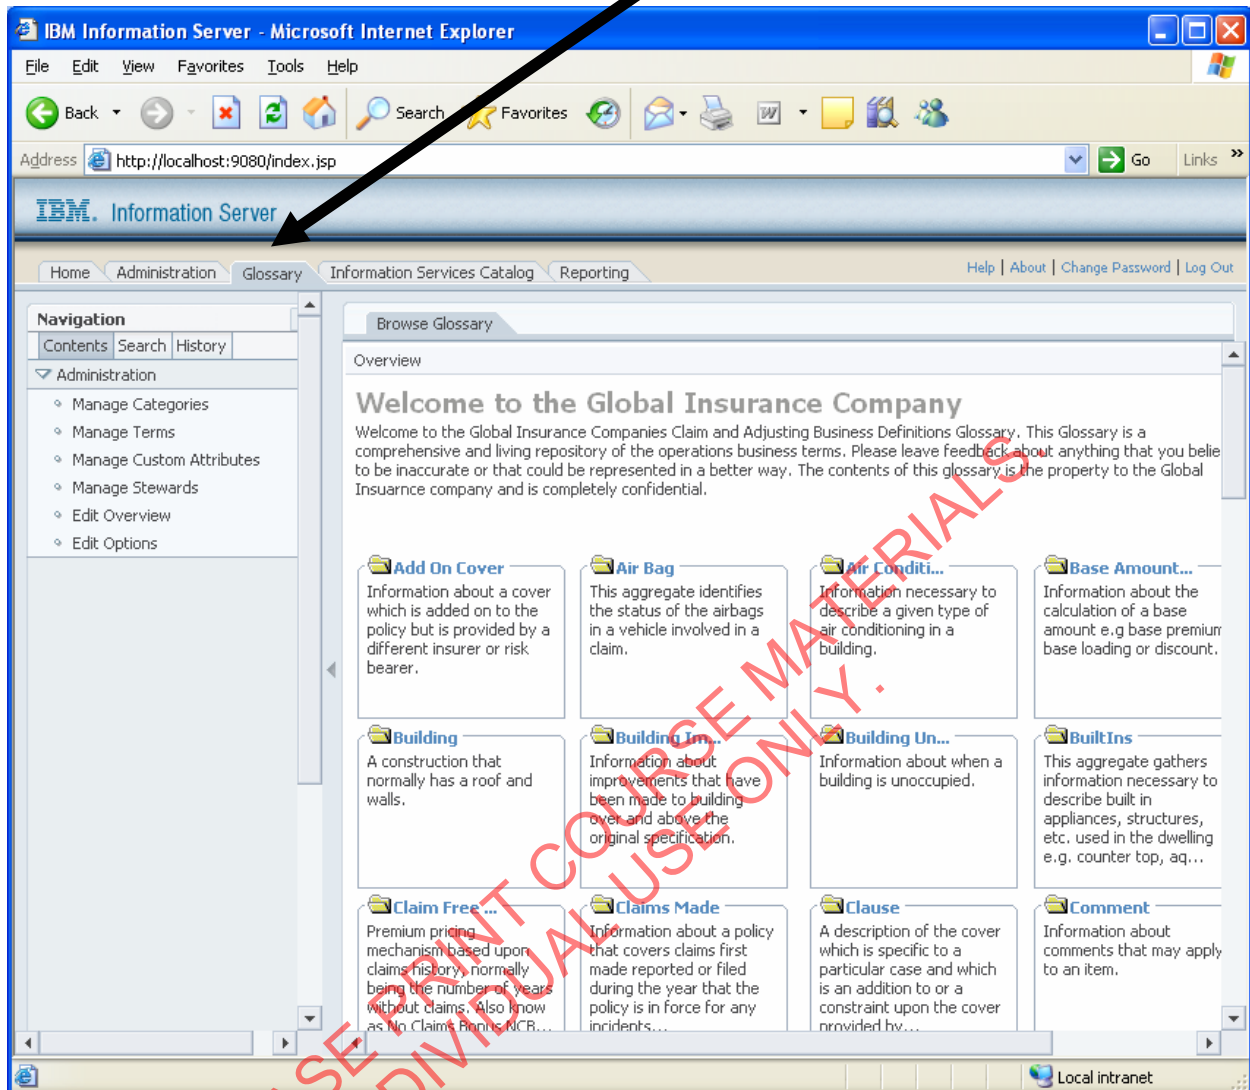 IBM Information Server - Microsoft Internet Explorer
File Edit View Favorites Tools Help
Back Search Favorites
Address http://localhost:9080/index.jsp Go Links »
IBM. Information Server
Home Administration Glossary Information Services Catalog Reporting Help | About | Change Password | Log Out
Navigation
Contents Search History
Administration
Manage Categories
Manage Terms
Manage Custom Attributes
Manage Stewards
Edit Overview
Edit Options
Browse Glossary
Overview
Welcome to the Global Insurance Company
Welcome to the Global Insurance Companies Claim and Adjusting Business Definitions Glossary. This Glossary is a
comprehensive and living repository of the operations business terms. Please leave feedback about anything that you belie
to be inaccurate or that could be represented in a better way. The contents of this glossary is the property to the Global
Insuarnce company and is completely confidential.
Add On Cover
Information about a cover
which is added on to the
policy but is provided by a
different insurer or risk
bearer.
Air Bag
This aggregate identifies
the status of the airbags
in a vehicle involved in a
claim.
Air Conditi...
Information necessary to
describe a given type of
air conditioning in a
building.
Base Amount...
Information about the
calculation of a base
amount e.g base premium
base loading or discount.
Building
A construction that
normally has a roof and
walls.
Building Im...
Information about
improvements that have
been made to building
over and above the
original specification.
Building Un...
Information about when a
building is unoccupied.
BuiltIns
This aggregate gathers
information necessary to
describe built in
appliances, structures,
etc. used in the dwelling
e.g. counter top, aq...
Claim Free ...
Premium pricing
mechanism based upon
claims history, normally
being the number of years
without claims. Also know
as No Claims Bonus NCB...
Claims Made
Information about a policy
that covers claims first
made reported or filed
during the year that the
policy is in force for any
incidents...
Clause
A description of the cover
which is specific to a
particular case and which
is an addition to or a
constraint upon the cover
provided by...
Comment
Information about
comments that may apply
to an item.
Local intranet
SE PRINT COURSE MATERIALS.
DIVIDUAL USE ONLY.